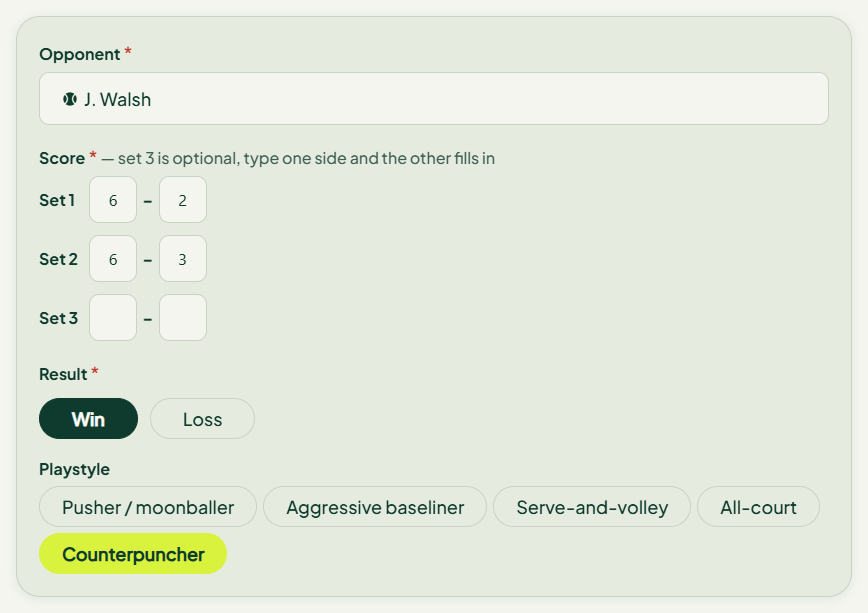 Opponent *
J. Walsh
Score * — set 3 is optional, type one side and the other fills in
Set 1 6 – 2
Set 2 6 – 3
Set 3 –
Result *
Win Loss
Playstyle
Pusher / moonballer Aggressive baseliner Serve-and-volley All-court
Counterpuncher